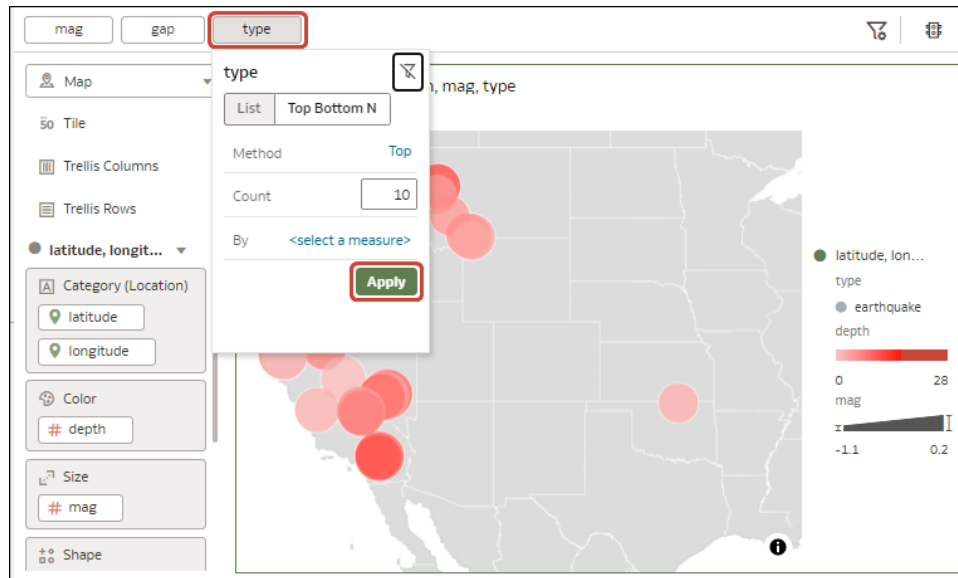 mag
gap
type
Map
50 Tile
Trellis Columns
Trellis Rows
latitude, longit...
A Category (Location)
latitude
longitude
Color
# depth
Size
# mag
Shape
type
List
Top Bottom N
Method
Top
Count
10
By
<select a measure>
Apply
, mag, type
latitude, lon...
type
earthquake
depth
0
28
mag
-1.1
0.2